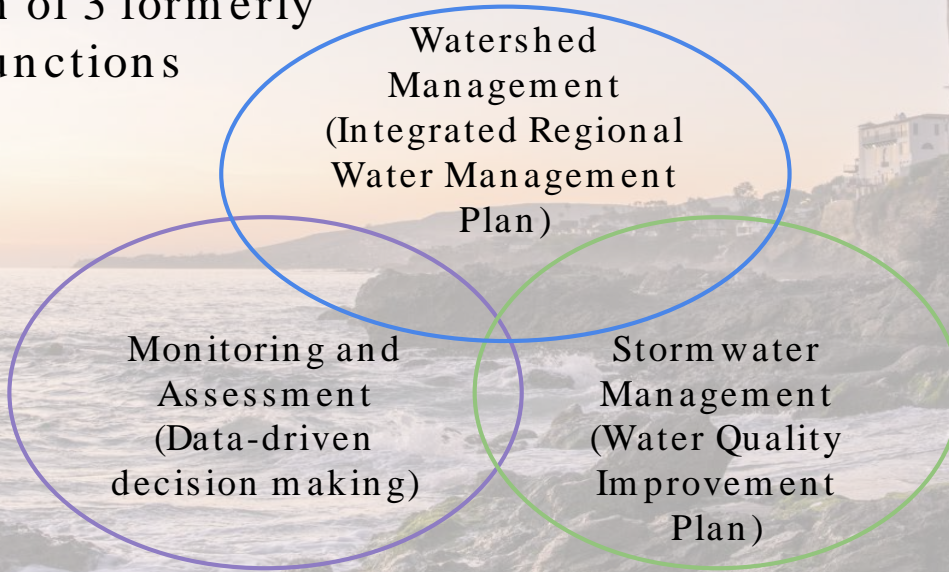 of 3 formerly
unctions
Watershed
Management
(Integrated Regional
Water Management
Plan)
Monitoring and
Assessment
(Data-driven
decision making)
Stormwater
Management
(Water Quality
Improvement
Plan)